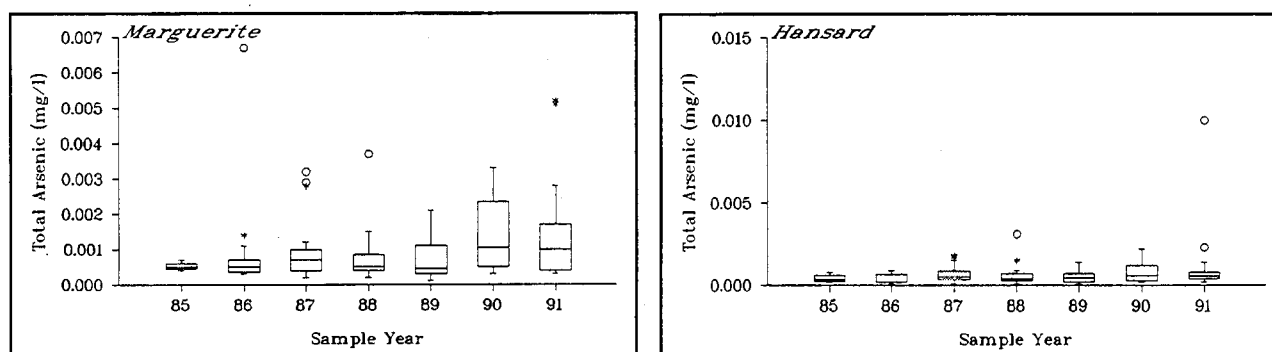 Marguerite
Total Arsenic (mg/l)
0.007
0.006
0.005
0.004
0.003
0.002
0.001
0.000
85 86 87 88 89 90 91
Sample Year
Hansard
Total Arsenic (mg/l)
0.015
0.010
0.005
0.000
85 86 87 88 89 90 91
Sample Year